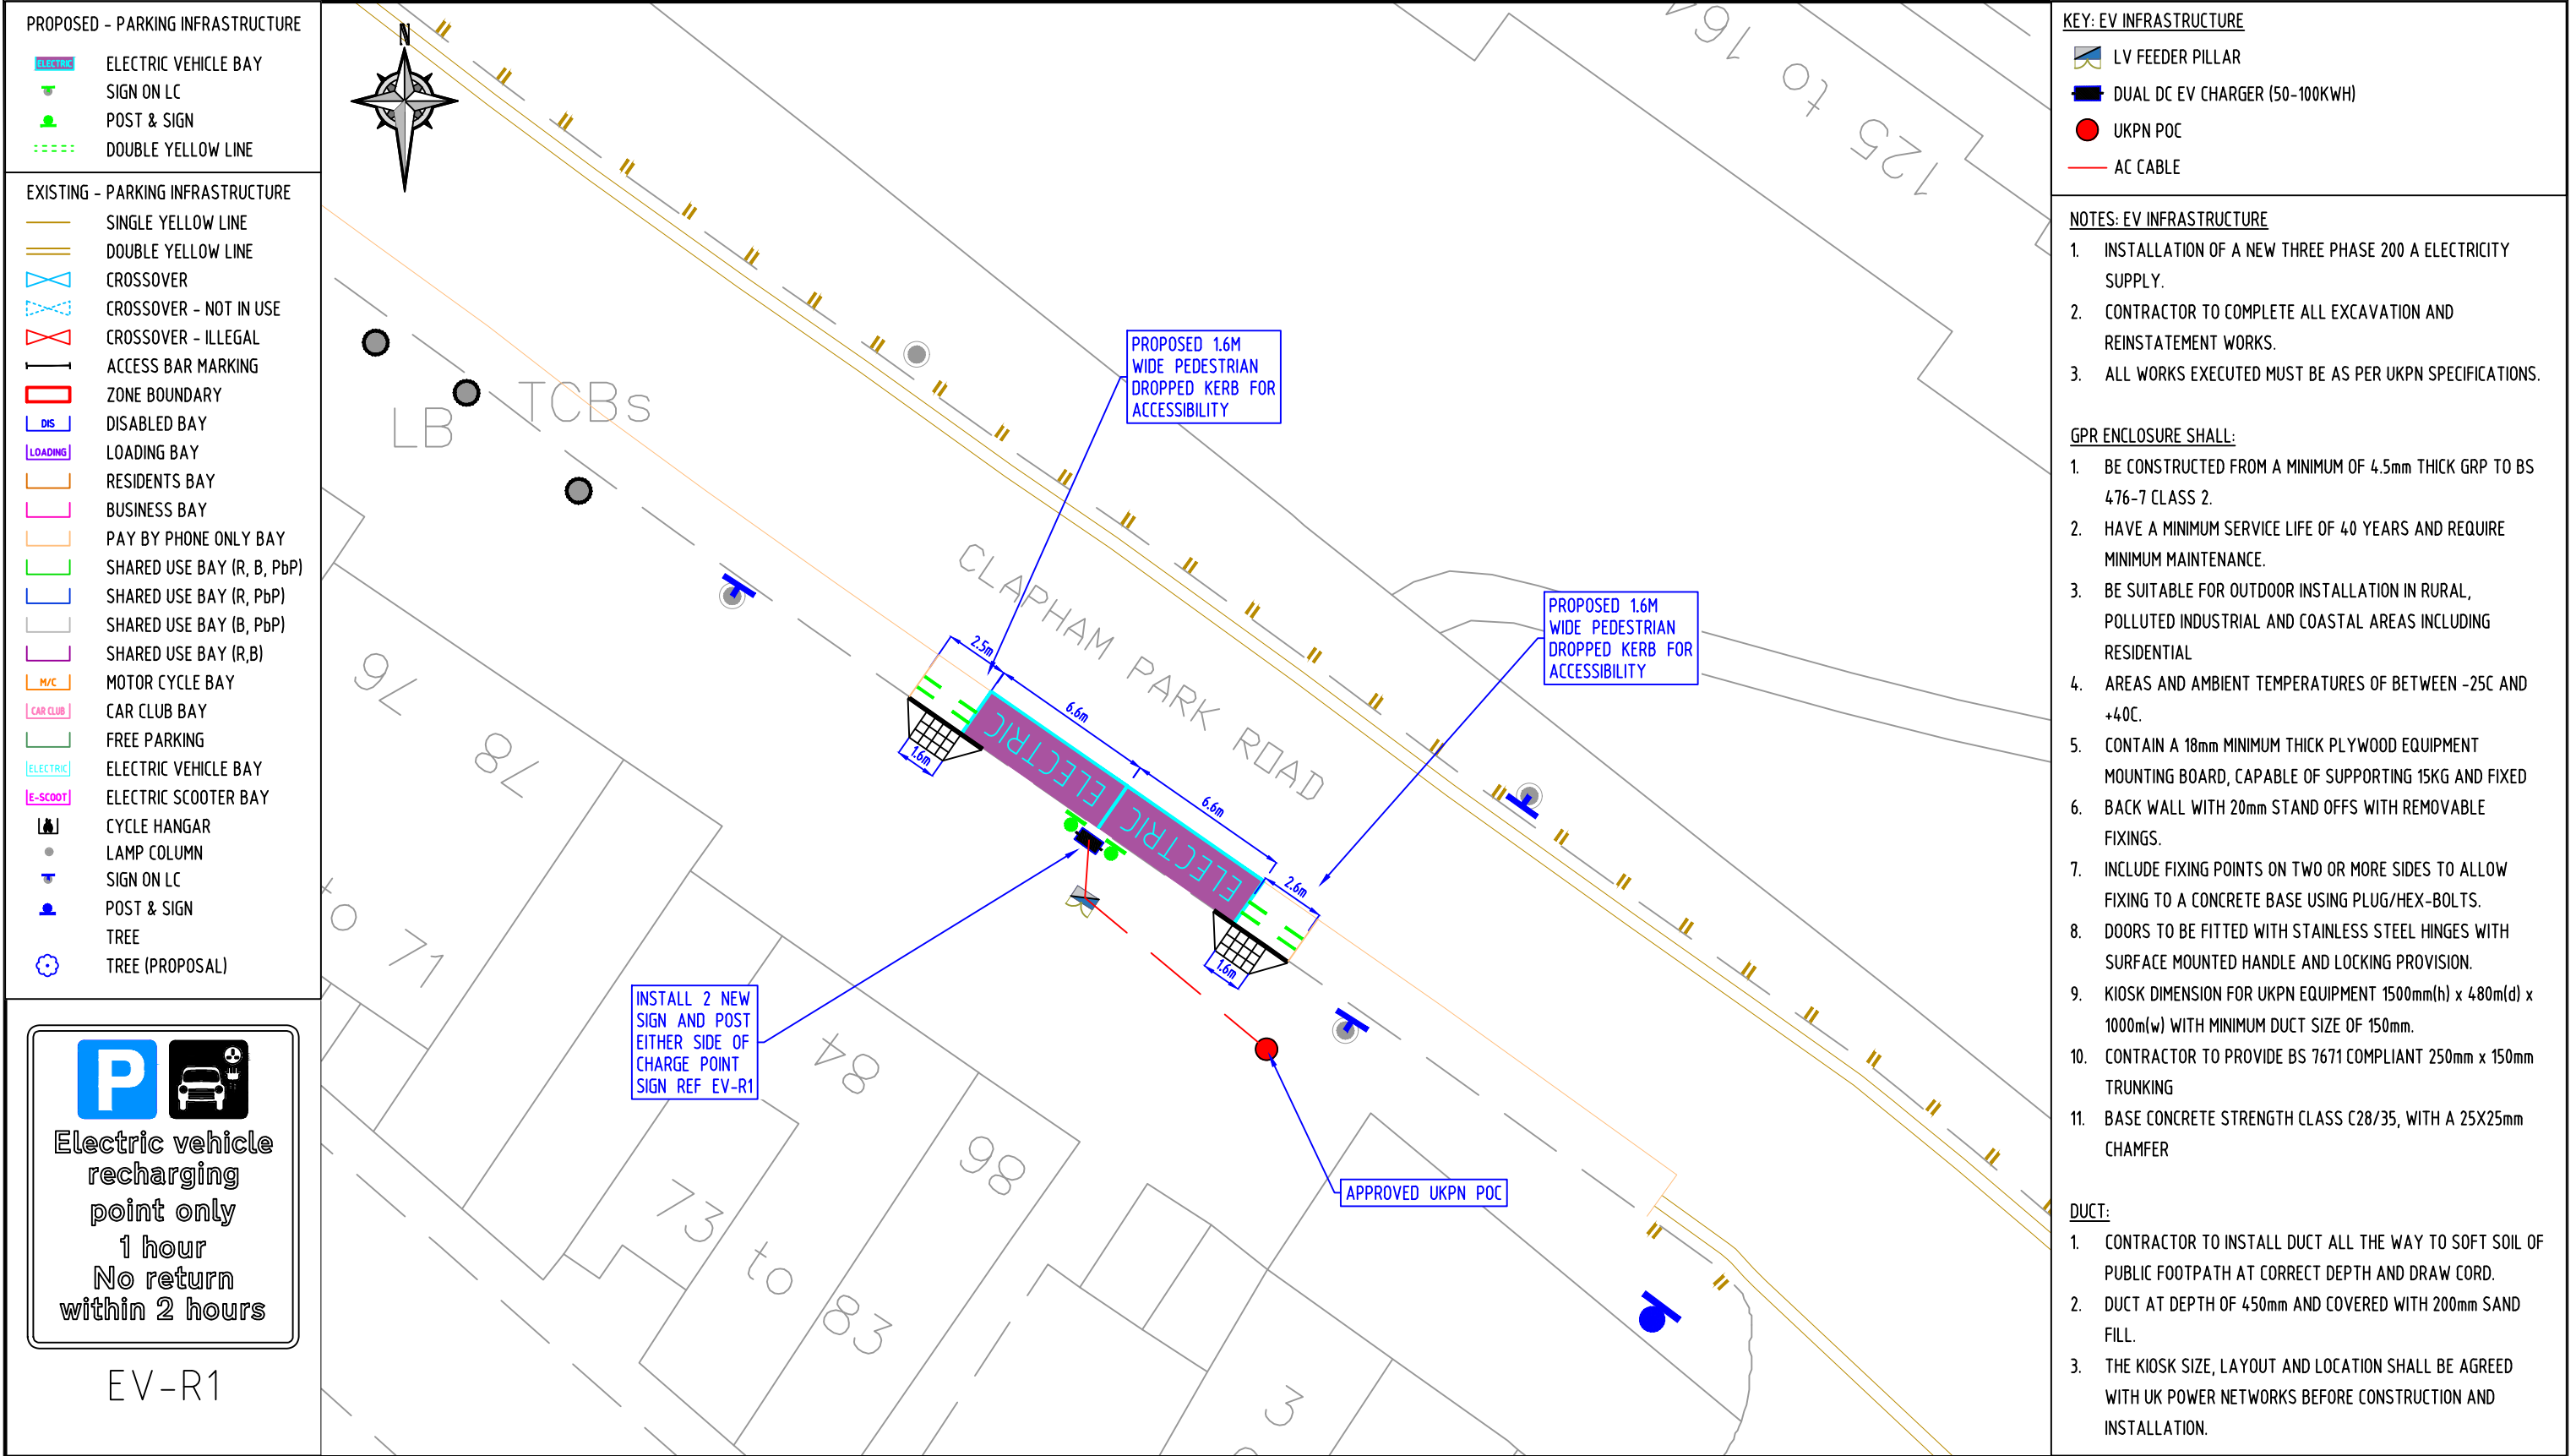 PROPOSED - PARKING INFRASTRUCTURE
ELECTRIC
ELECTRIC VEHICLE BAY
SIGN ON LC
POST & SIGN
DOUBLE YELLOW LINE
EXISTING - PARKING INFRASTRUCTURE
SINGLE YELLOW LINE
DOUBLE YELLOW LINE
CROSSOVER
CROSSOVER - NOT IN USE
CROSSOVER - ILLEGAL
ACCESS BAR MARKING
ZONE BOUNDARY
DIS
DISABLED BAY
LOADING
LOADING BAY
RESIDENTS BAY
BUSINESS BAY
PAY BY PHONE ONLY BAY
SHARED USE BAY (R, B, PbP)
SHARED USE BAY (R, PbP)
SHARED USE BAY (B, PbP)
SHARED USE BAY (R,B)
M/C
MOTOR CYCLE BAY
CAR CLUB
CAR CLUB BAY
FREE PARKING
ELECTRIC
ELECTRIC VEHICLE BAY
E-SCOOT
ELECTRIC SCOOTER BAY
CYCLE HANGAR
LAMP COLUMN
SIGN ON LC
POST & SIGN
TREE
TREE (PROPOSAL)
P
Electric vehicle
recharging
point only
1 hour
No return
within 2 hours
EV-R1
N
LB
TCBs
125 to 164
PROPOSED 1.6M
WIDE PEDESTRIAN
DROPPED KERB FOR
ACCESSIBILITY
PROPOSED 1.6M
WIDE PEDESTRIAN
DROPPED KERB FOR
ACCESSIBILITY
CLAPHAM PARK ROAD
2.5m
6.6m
6.6m
2.6m
1.6m
1.6m
ELECTRIC
ELECTRIC
76
78
to 71
84
86
73 to 83
3
INSTALL 2 NEW
SIGN AND POST
EITHER SIDE OF
CHARGE POINT
SIGN REF EV-R1
APPROVED UKPN POC
KEY: EV INFRASTRUCTURE
LV FEEDER PILLAR
DUAL DC EV CHARGER (50-100KWH)
UKPN POC
AC CABLE
NOTES: EV INFRASTRUCTURE
1. INSTALLATION OF A NEW THREE PHASE 200 A ELECTRICITY
SUPPLY.
2. CONTRACTOR TO COMPLETE ALL EXCAVATION AND
REINSTATEMENT WORKS.
3. ALL WORKS EXECUTED MUST BE AS PER UKPN SPECIFICATIONS.
GPR ENCLOSURE SHALL:
1. BE CONSTRUCTED FROM A MINIMUM OF 4.5mm THICK GRP TO BS
476-7 CLASS 2.
2. HAVE A MINIMUM SERVICE LIFE OF 40 YEARS AND REQUIRE
MINIMUM MAINTENANCE.
3. BE SUITABLE FOR OUTDOOR INSTALLATION IN RURAL,
POLLUTED INDUSTRIAL AND COASTAL AREAS INCLUDING
RESIDENTIAL
4. AREAS AND AMBIENT TEMPERATURES OF BETWEEN -25C AND
+40C.
5. CONTAIN A 18mm MINIMUM THICK PLYWOOD EQUIPMENT
MOUNTING BOARD, CAPABLE OF SUPPORTING 15KG AND FIXED
6. BACK WALL WITH 20mm STAND OFFS WITH REMOVABLE
FIXINGS.
7. INCLUDE FIXING POINTS ON TWO OR MORE SIDES TO ALLOW
FIXING TO A CONCRETE BASE USING PLUG/HEX-BOLTS.
8. DOORS TO BE FITTED WITH STAINLESS STEEL HINGES WITH
SURFACE MOUNTED HANDLE AND LOCKING PROVISION.
9. KIOSK DIMENSION FOR UKPN EQUIPMENT 1500mm(h) x 480m(d) x
1000m(w) WITH MINIMUM DUCT SIZE OF 150mm.
10. CONTRACTOR TO PROVIDE BS 7671 COMPLIANT 250mm x 150mm
TRUNKING
11. BASE CONCRETE STRENGTH CLASS C28/35, WITH A 25X25mm
CHAMFER
DUCT:
1. CONTRACTOR TO INSTALL DUCT ALL THE WAY TO SOFT SOIL OF
PUBLIC FOOTPATH AT CORRECT DEPTH AND DRAW CORD.
2. DUCT AT DEPTH OF 450mm AND COVERED WITH 200mm SAND
FILL.
3. THE KIOSK SIZE, LAYOUT AND LOCATION SHALL BE AGREED
WITH UK POWER NETWORKS BEFORE CONSTRUCTION AND
INSTALLATION.